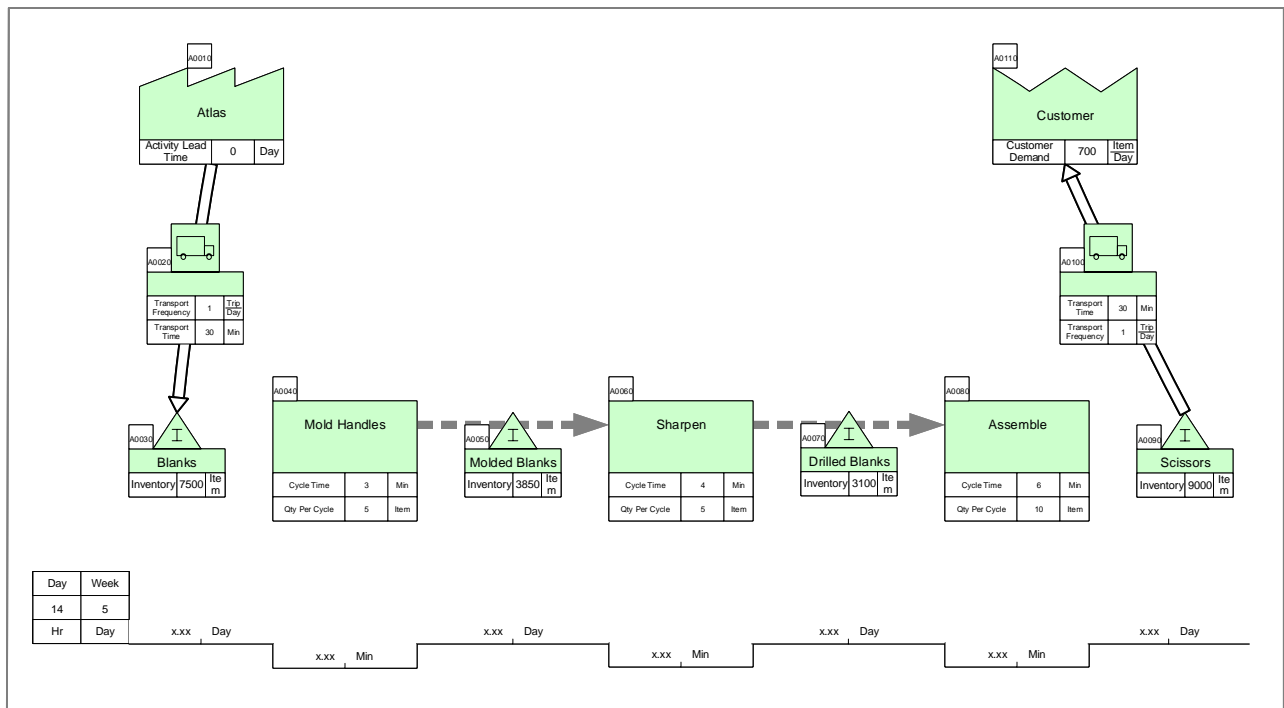 A0010
Atlas
Activity Lead Time 0 Day
A0110
Customer
Customer Demand 700 Item Day
A0020
Transport Frequency 1 Trip Day
Transport Time 30 Min
A0100
Transport Time 30 Min
Transport Frequency 1 Trip Day
A0030
I
Blanks
Inventory 7500 Item
A0040
Mold Handles
Cycle Time 3 Min
Qty Per Cycle 5 Item
A0050
I
Molded Blanks
Inventory 3850 Item
A0060
Sharpen
Cycle Time 4 Min
Qty Per Cycle 5 Item
A0070
I
Drilled Blanks
Inventory 3100 Item
A0080
Assemble
Cycle Time 6 Min
Qty Per Cycle 10 Item
A0090
I
Scissors
Inventory 9000 Item
Day Week
14 5
Hr Day
x.xx Day
x.xx Min
x.xx Day
x.xx Min
x.xx Day
x.xx Min
x.xx Day